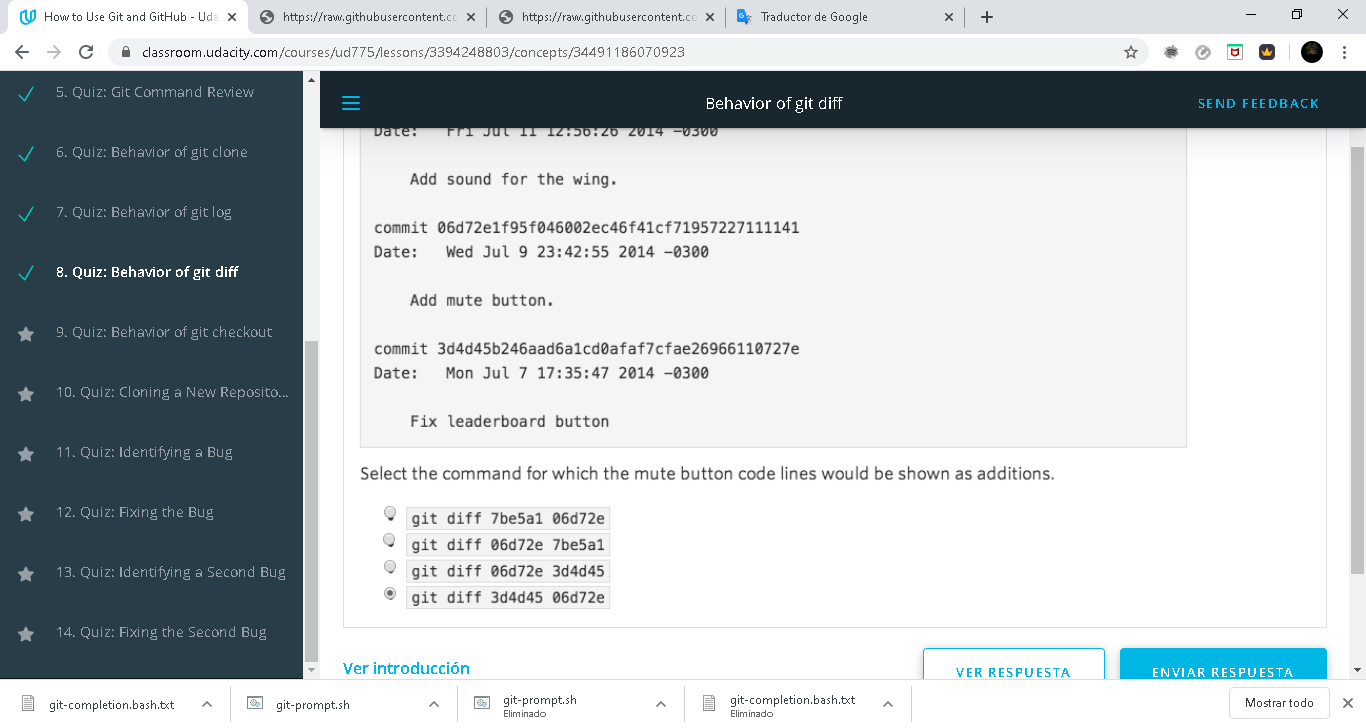 How to Use Git and GitHub - Uda
https://raw.githubusercontent.co
https://raw.githubusercontent.co
Traductor de Google
classroom.udacity.com/courses/ud775/lessons/3394248803/concepts/34491186070923
5. Quiz: Git Command Review
6. Quiz: Behavior of git clone
7. Quiz: Behavior of git log
8. Quiz: Behavior of git diff
9. Quiz: Behavior of git checkout
10. Quiz: Cloning a New Reposito...
11. Quiz: Identifying a Bug
12. Quiz: Fixing the Bug
13. Quiz: Identifying a Second Bug
14. Quiz: Fixing the Second Bug
Behavior of git diff
SEND FEEDBACK
Date: Fri Jul 11 12:56:26 2014 -0300
Add sound for the wing.
commit 06d72e1f95f046002ec46f41cf71957227111141
Date: Wed Jul 9 23:42:55 2014 -0300
Add mute button.
commit 3d4d45b246aad6a1cd0afaf7cfae26966110727e
Date: Mon Jul 7 17:35:47 2014 -0300
Fix leaderboard button
Select the command for which the mute button code lines would be shown as additions.
git diff 7be5a1 06d72e
git diff 06d72e 7be5a1
git diff 06d72e 3d4d45
git diff 3d4d45 06d72e
Ver introducción
VER RESPUESTA
ENVIAR RESPUESTA
git-completion.bash.txt
git-prompt.sh
git-prompt.sh
Eliminado
git-completion.bash.txt
Eliminado
Mostrar todo